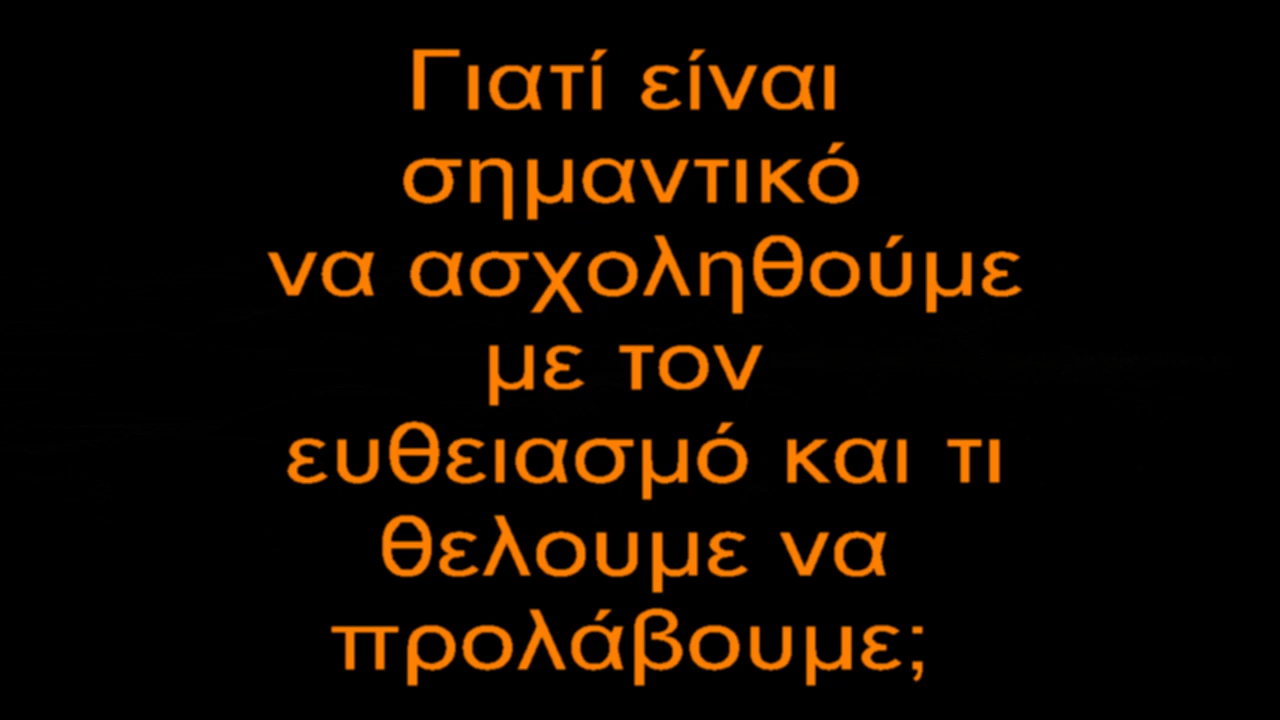 Γιατί είναι
σημαντικό
να ασχοληθούμε
με τον
ευθειασμό και τι
θελουμε να
προλάβουμε;